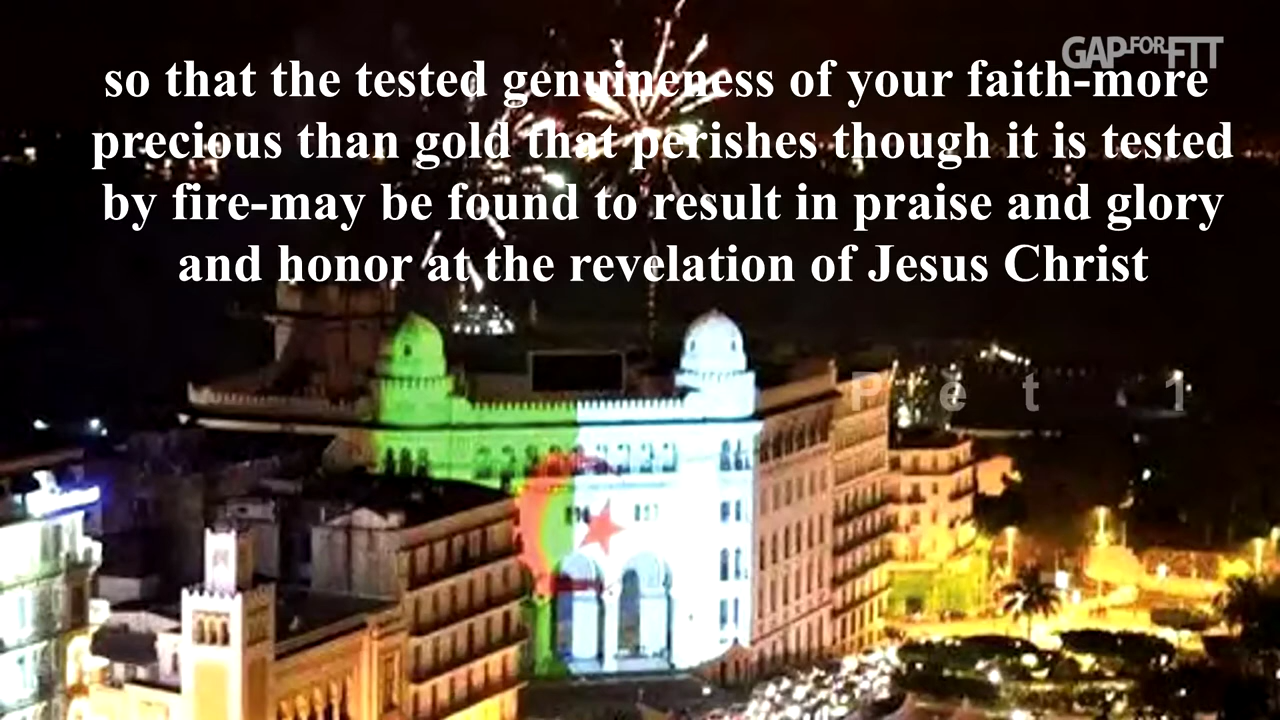 GAP FOR FTT
so that the tested genuineness of your faith-more
precious than gold that perishes though it is tested
by fire-may be found to result in praise and glory
and honor at the revelation of Jesus Christ
Pèt 1